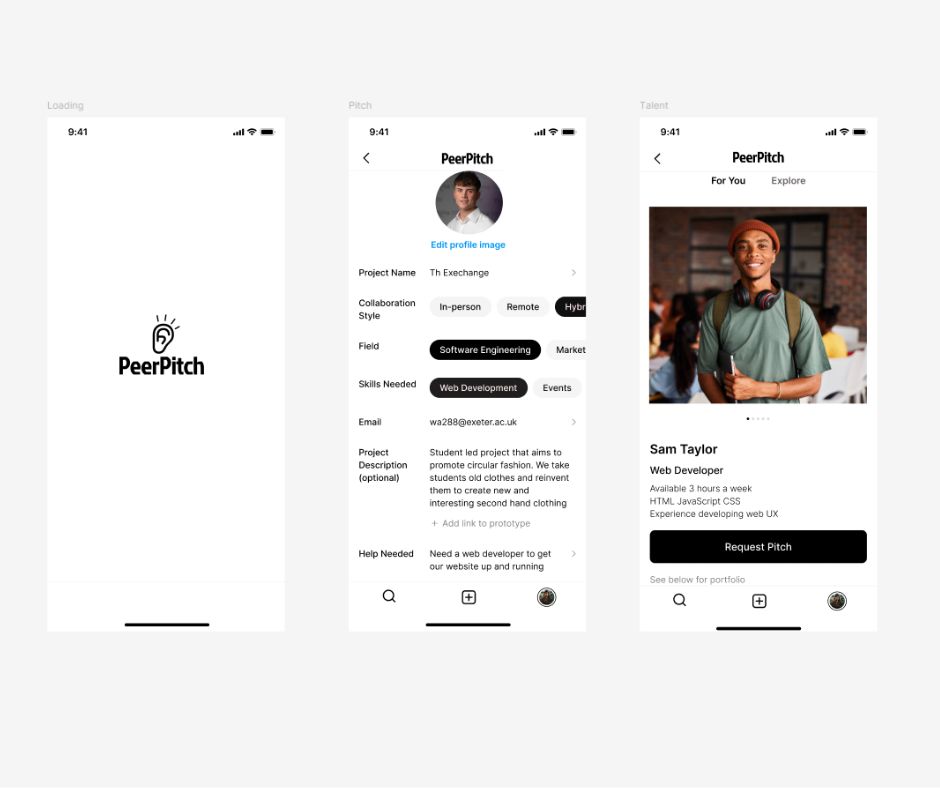 Loading
9:41
PeerPitch
Pitch
9:41
PeerPitch
Edit profile image
Project Name
Th Exechange
Collaboration
Style
In-person
Remote
Hybr
Field
Software Engineering
Market
Skills Needed
Web Development
Events
Email
wa288@exeter.ac.uk
Project
Description
(optional)
Student led project that aims to
promote circular fashion. We take
students old clothes and reinvent
them to create new and
interesting second hand clothing
+ Add link to prototype
Help Needed
Need a web developer to get
our website up and running
Talent
9:41
PeerPitch
For You
Explore
Sam Taylor
Web Developer
Available 3 hours a week
HTML JavaScript CSS
Experience developing web UX
Request Pitch
See below for portfolio